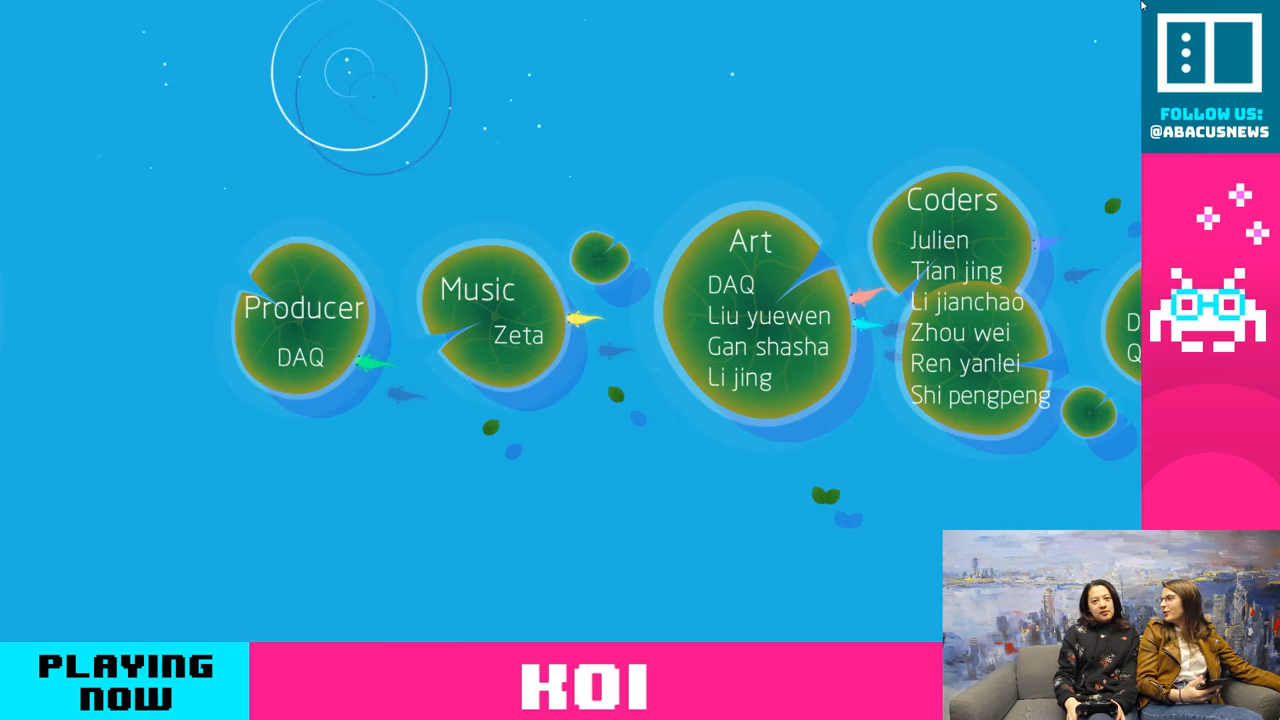 Producer
DAQ
Music
Zeta
Art
DAQ
Liu yuewen
Gan shasha
Li jing
Coders
Julien
Tian jing
Li jianchao
Zhou wei
Ren yanlei
Shi pengpeng
D
Q
FOLLOW US:
@ABACUSNEWS
PLAYING
NOW
KOI